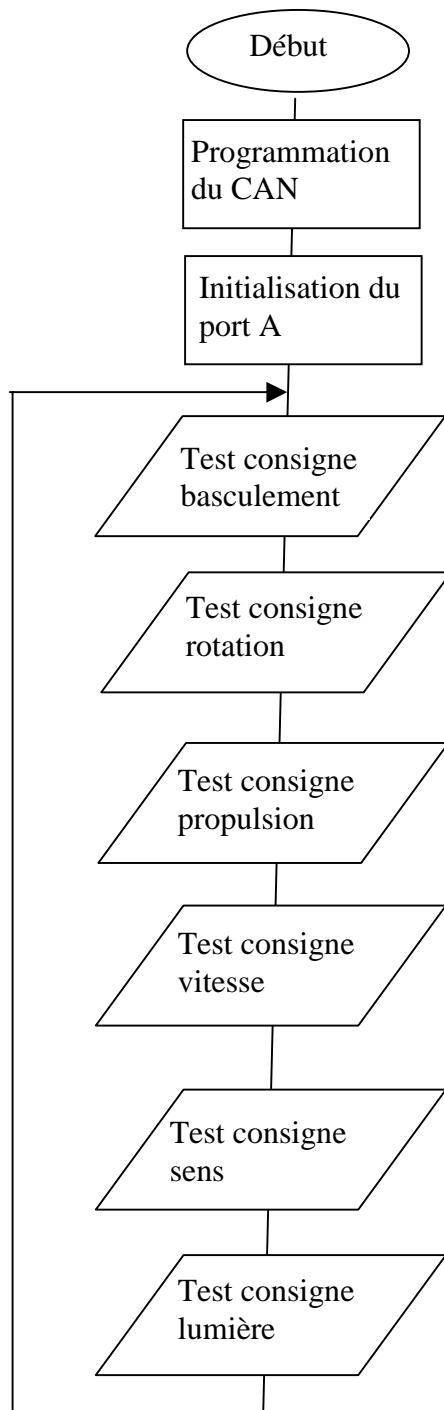 Début
Programmation
du CAN
Initialisation du
port A
Test consigne
basculement
Test consigne
rotation
Test consigne
propulsion
Test consigne
vitesse
Test consigne
sens
Test consigne
lumière